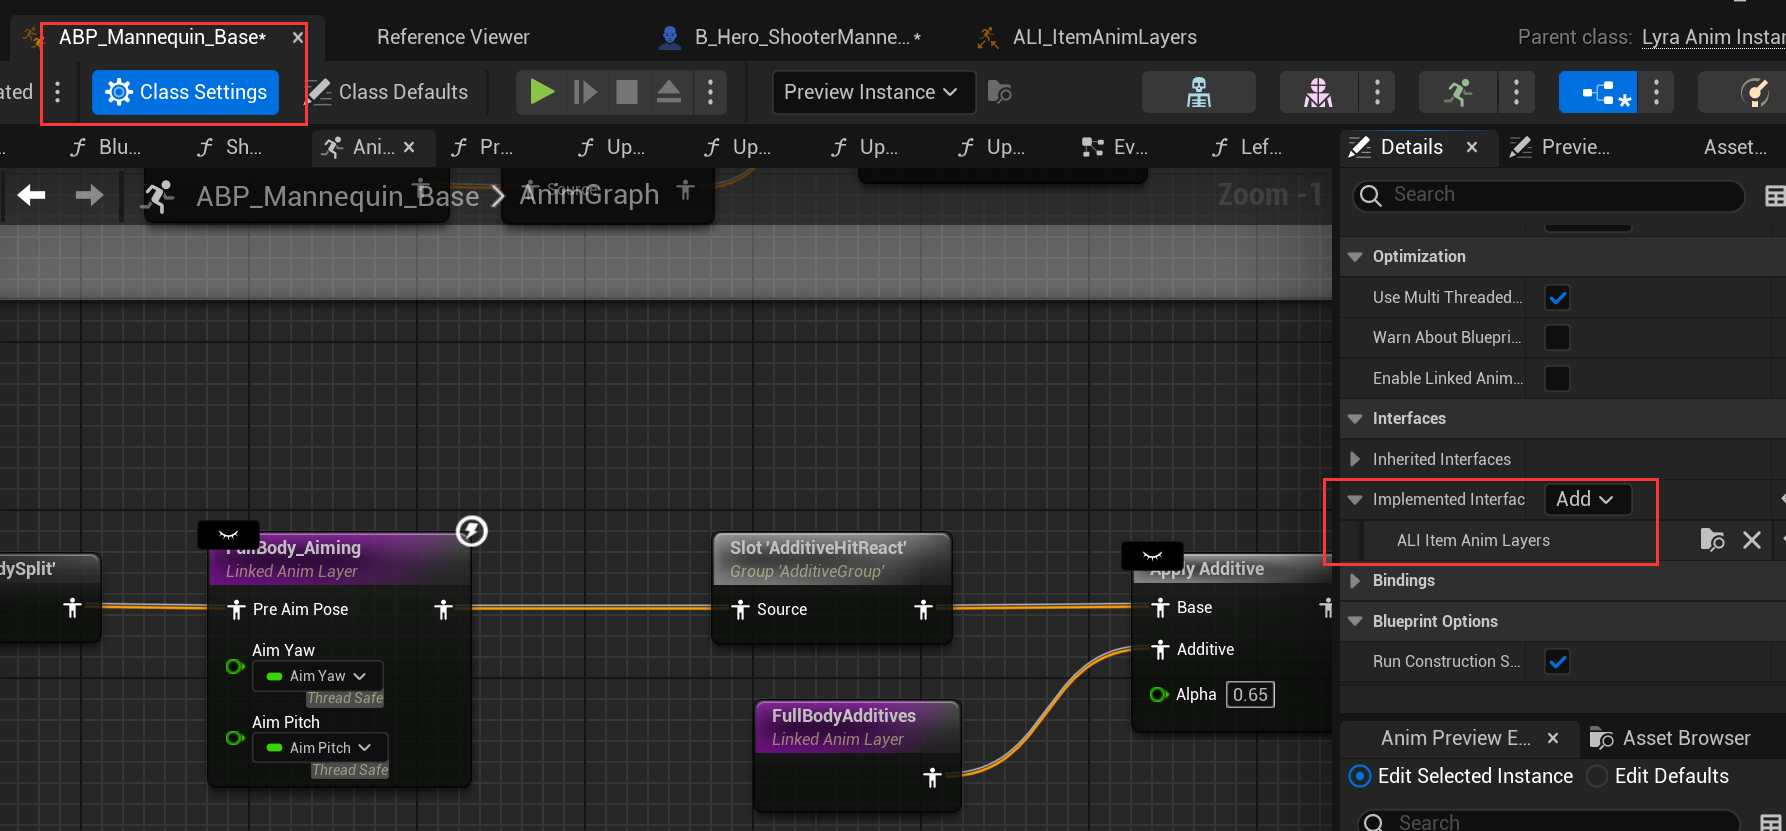 ABP_Mannequin_Base*
Reference Viewer
B_Hero_ShooterManne...*
ALI_ItemAnimLayers
Parent class: Lyra Anim Instan
ated
Class Settings
Class Defaults
Preview Instance
Blu...
Sh...
Ani...
Pr...
Up...
Up...
Up...
Up...
Ev...
Lef...
Details
Previe...
Asset...
ABP_Mannequin_Base > AnimGraph
Source
Zoom -1
Search
Optimization
Use Multi Threaded...
Warn About Bluepri...
Enable Linked Anim...
Interfaces
Inherited Interfaces
Implemented Interfac
Add
ALI Item Anim Layers
Bindings
Blueprint Options
Run Construction S...
dySplit'
FullBody_Aiming
Linked Anim Layer
Pre Aim Pose
Aim Yaw
Aim Yaw
Thread Safe
Aim Pitch
Aim Pitch
Thread Safe
Slot 'AdditiveHitReact'
Group 'AdditiveGroup'
Source
Apply Additive
Base
Additive
Alpha 0.65
FullBodyAdditives
Linked Anim Layer
Anim Preview E...
Asset Browser
Edit Selected Instance
Edit Defaults
Search